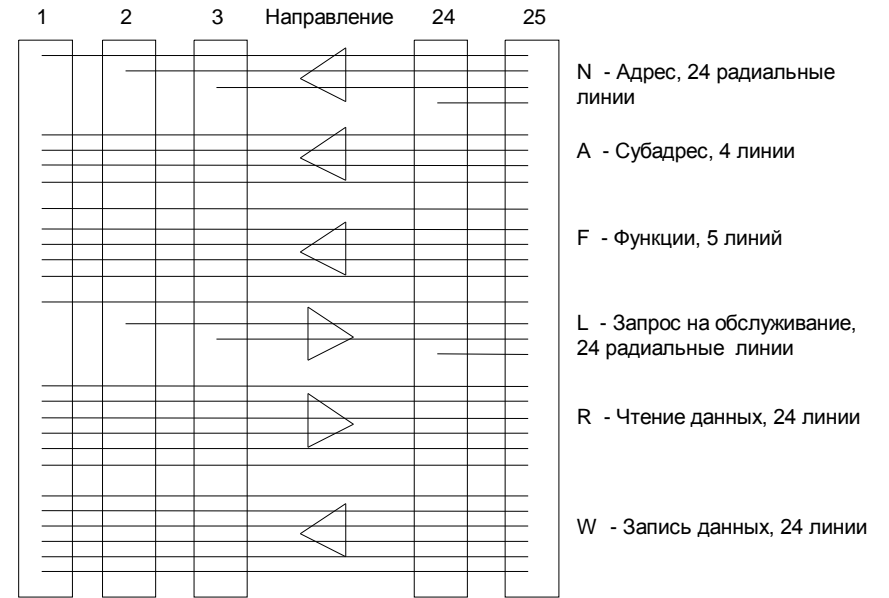 1 2 3 Направление 24 25
N - Адрес, 24 радиальные
линии
A - Субадрес, 4 линии
F - Функции, 5 линий
L - Запрос на обслуживание,
24 радиальные линии
R - Чтение данных, 24 линии
W - Запись данных, 24 линии